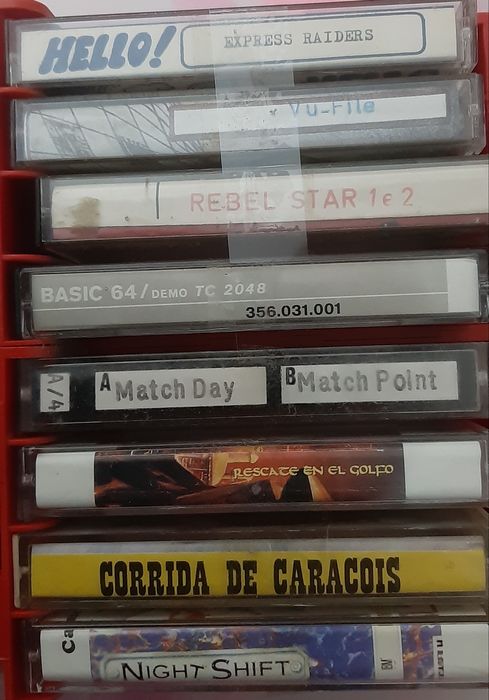 HELLO! EXPRESS RAIDERS
Vu-File
REBEL STAR 1 e 2
BASIC 64/DEMO TC 2048
356.031.001
A/4 A Match Day B Match Point
RESCATE EN EL GOLFO
CORRIDA DE CARACOIS
NIGHT SHIFT